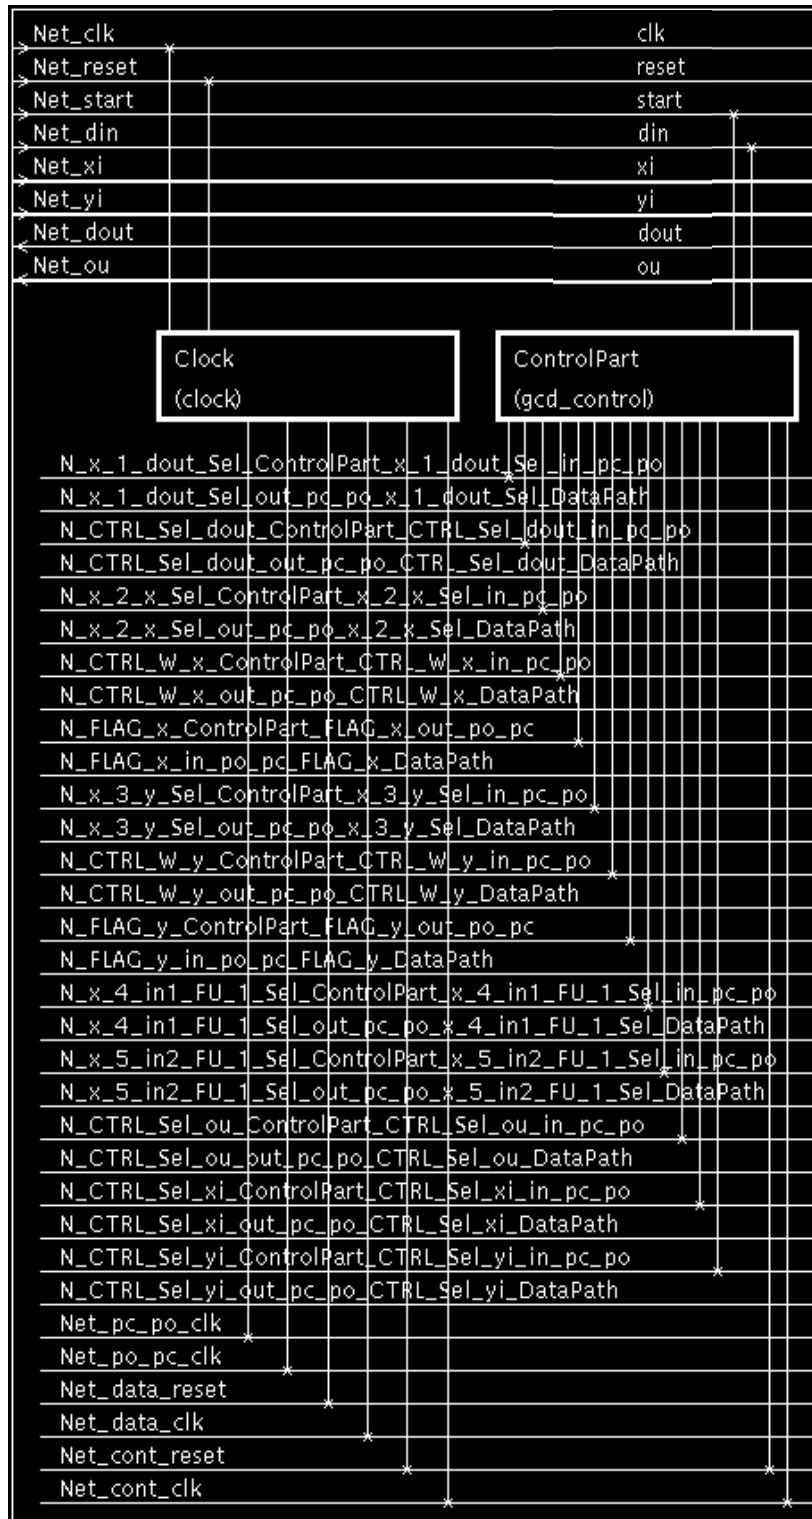 Net_clk clk
Net_reset reset
Net_start start
Net_din din
Net_xi xi
Net_yi yi
Net_dout dout
Net_ou ou
Clock ControlPart
(clock) (gcd_control)
N_x_1_dout_Sel_ControlPart_x_1_dout_Sel_in_pc_po
N_x_1_dout_Sel_out_pc_po_x_1_dout_Sel_DataPath
N_CTRL_Sel_dout_ControlPart_CTRL_Sel_dout_in_pc_po
N_CTRL_Sel_dout_out_pc_po_CTRL_Sel_dout_DataPath
N_x_2_x_Sel_ControlPart_x_2_x_Sel_in_pc_po
N_x_2_x_Sel_out_pc_po_x_2_x_Sel_DataPath
N_CTRL_W_x_ControlPart_CTRL_W_x_in_pc_po
N_CTRL_W_x_out_pc_po_CTRL_W_x_DataPath
N_FLAG_x_ControlPart_FLAG_x_out_po_pc
N_FLAG_x_in_po_pc_FLAG_x_DataPath
N_x_3_y_Sel_ControlPart_x_3_y_Sel_in_pc_po
N_x_3_y_Sel_out_pc_po_x_3_y_Sel_DataPath
N_CTRL_W_y_ControlPart_CTRL_W_y_in_pc_po
N_CTRL_W_y_out_pc_po_CTRL_W_y_DataPath
N_FLAG_y_ControlPart_FLAG_y_out_po_pc
N_FLAG_y_in_po_pc_FLAG_y_DataPath
N_x_4_in1_FU_1_Sel_ControlPart_x_4_in1_FU_1_Sel_in_pc_po
N_x_4_in1_FU_1_Sel_out_pc_po_x_4_in1_FU_1_Sel_DataPath
N_x_5_in2_FU_1_Sel_ControlPart_x_5_in2_FU_1_Sel_in_pc_po
N_x_5_in2_FU_1_Sel_out_pc_po_x_5_in2_FU_1_Sel_DataPath
N_CTRL_Sel_ou_ControlPart_CTRL_Sel_ou_in_pc_po
N_CTRL_Sel_ou_out_pc_po_CTRL_Sel_ou_DataPath
N_CTRL_Sel_xi_ControlPart_CTRL_Sel_xi_in_pc_po
N_CTRL_Sel_xi_out_pc_po_CTRL_Sel_xi_DataPath
N_CTRL_Sel_yi_ControlPart_CTRL_Sel_yi_in_pc_po
N_CTRL_Sel_yi_out_pc_po_CTRL_Sel_yi_DataPath
Net_pc_po_clk
Net_po_pc_clk
Net_data_reset
Net_data_clk
Net_cont_reset
Net_cont_clk